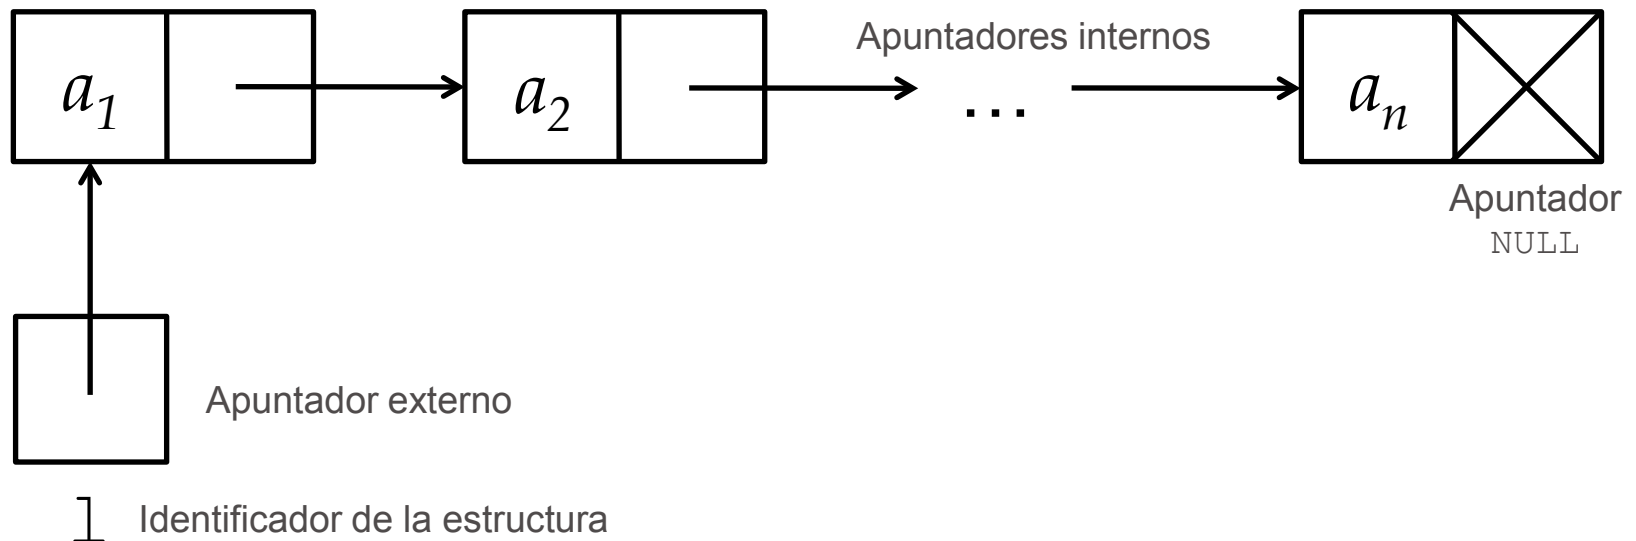 Apuntadores internos
a1 a2 ... an
Apuntador
NULL
Apuntador externo
l Identificador de la estructura